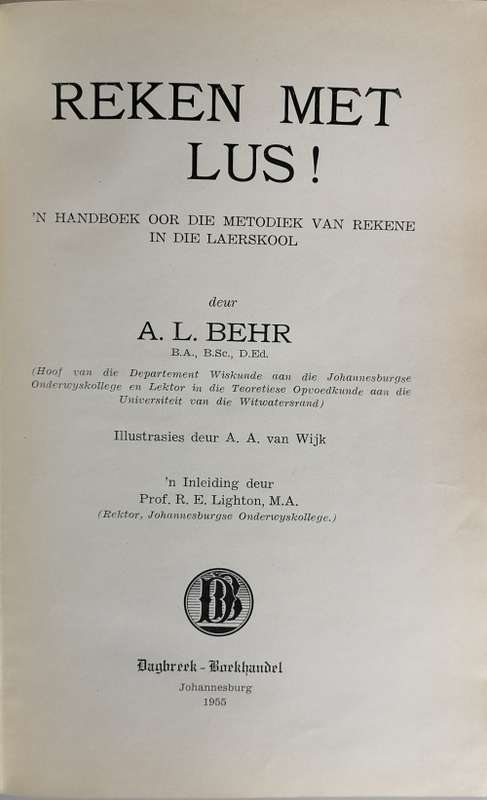 REKEN MET
LUS!
'N HANDBOEK OOR DIE METODIEK VAN REKENE
IN DIE LAERSKOOL
deur
A. L. BEHR
B.A., B.Sc., D.Ed.
(Hoof van die Departement Wiskunde aan die Johannesburgse
Onderwyskollege en Lektor in die Teoretiese Opvoedkunde aan die
Universiteit van die Witwatersrand)
Illustrasies deur A. A. van Wijk
'n Inleiding deur
Prof. R. E. Lighton, M.A.
(Rektor, Johannesburgse Onderwyskollege.)
DB
Dagbreek - Boekhandel
Johannesburg
1955